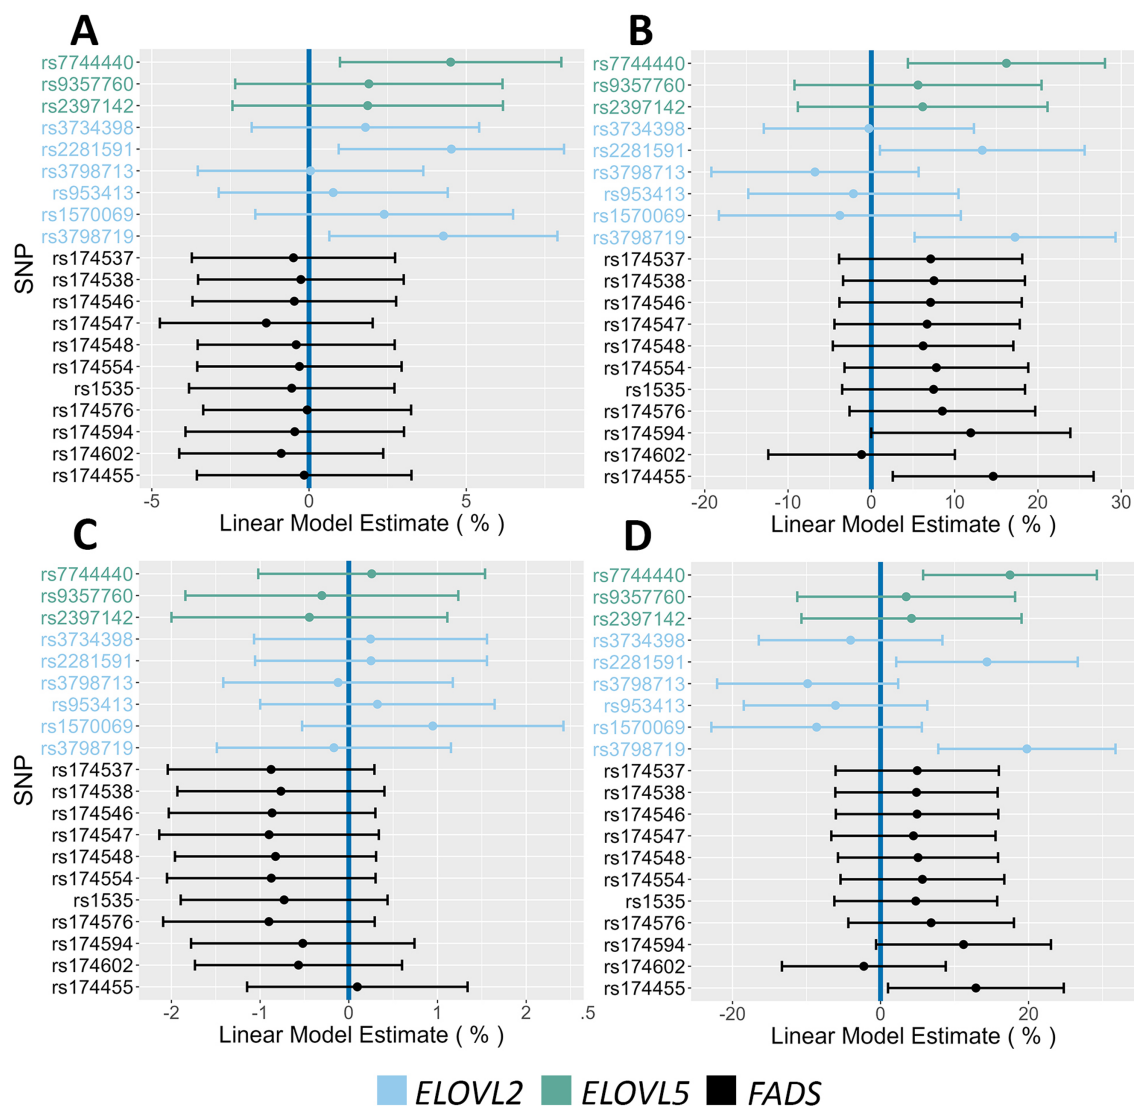 A
rs7744440
rs9357760
rs2397142
rs3734398
rs2281591
rs3798713
rs953413
rs1570069
rs3798719
rs174537
rs174538
rs174546
rs174547
rs174548
rs174554
rs1535
rs174576
rs174594
rs174602
rs174455
SNP
-5 0 5
Linear Model Estimate ( % )
B
rs7744440
rs9357760
rs2397142
rs3734398
rs2281591
rs3798713
rs953413
rs1570069
rs3798719
rs174537
rs174538
rs174546
rs174547
rs174548
rs174554
rs1535
rs174576
rs174594
rs174602
rs174455
-20 -10 0 10 20 30
Linear Model Estimate ( % )
C
rs7744440
rs9357760
rs2397142
rs3734398
rs2281591
rs3798713
rs953413
rs1570069
rs3798719
rs174537
rs174538
rs174546
rs174547
rs174548
rs174554
rs1535
rs174576
rs174594
rs174602
rs174455
SNP
-2 -1 0 1 2 .5
Linear Model Estimate ( % )
D
rs7744440
rs9357760
rs2397142
rs3734398
rs2281591
rs3798713
rs953413
rs1570069
rs3798719
rs174537
rs174538
rs174546
rs174547
rs174548
rs174554
rs1535
rs174576
rs174594
rs174602
rs174455
-20 0 20
Linear Model Estimate ( % )
ELOVL2 ELOVL5 FADS